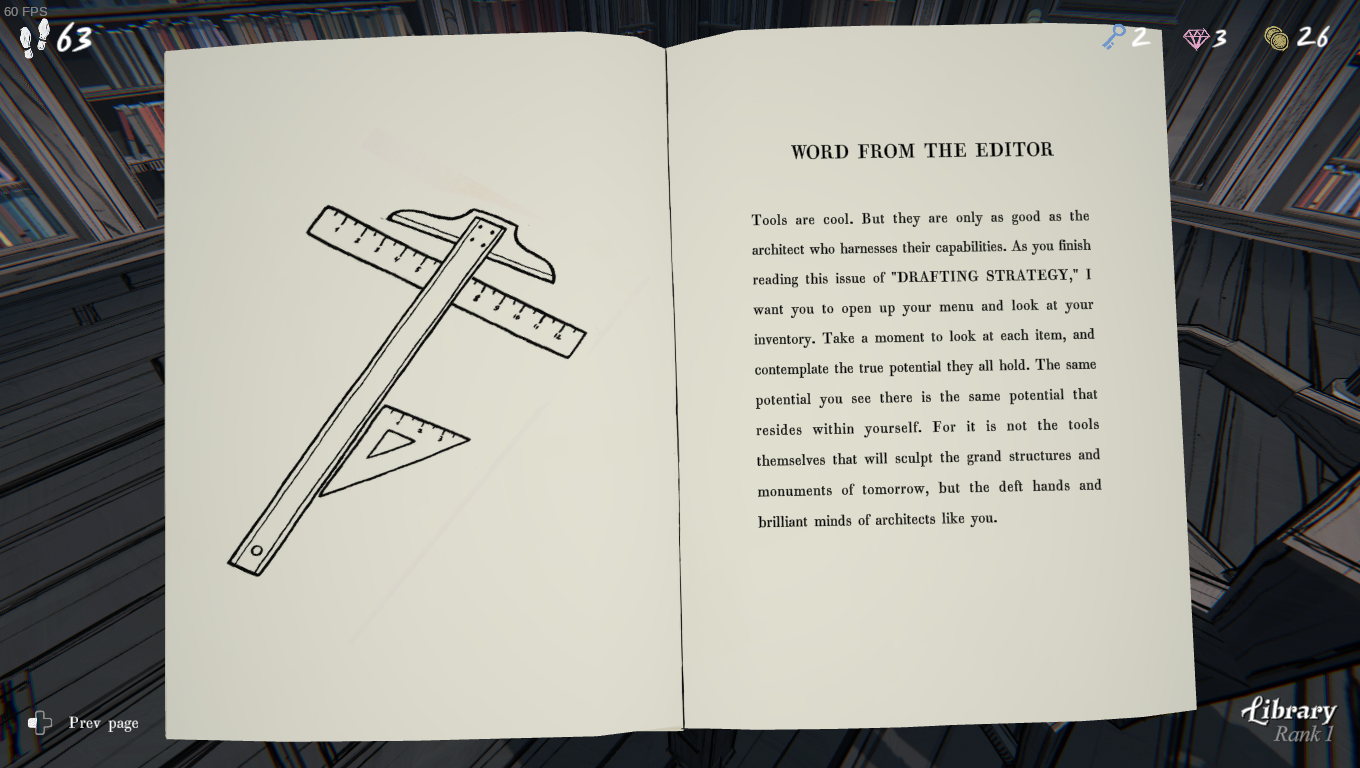 60 FPS
63
2
3
26
WORD FROM THE EDITOR
Tools are cool. But they are only as good as the
architect who harnesses their capabilities. As you finish
reading this issue of "DRAFTING STRATEGY," I
want you to open up your menu and look at your
inventory. Take a moment to look at each item, and
contemplate the true potential they all hold. The same
potential you see there is the same potential that
resides within yourself. For it is not the tools
themselves that will sculpt the grand structures and
monuments of tomorrow, but the deft hands and
brilliant minds of architects like you.
Prev page
Library
Rank 1